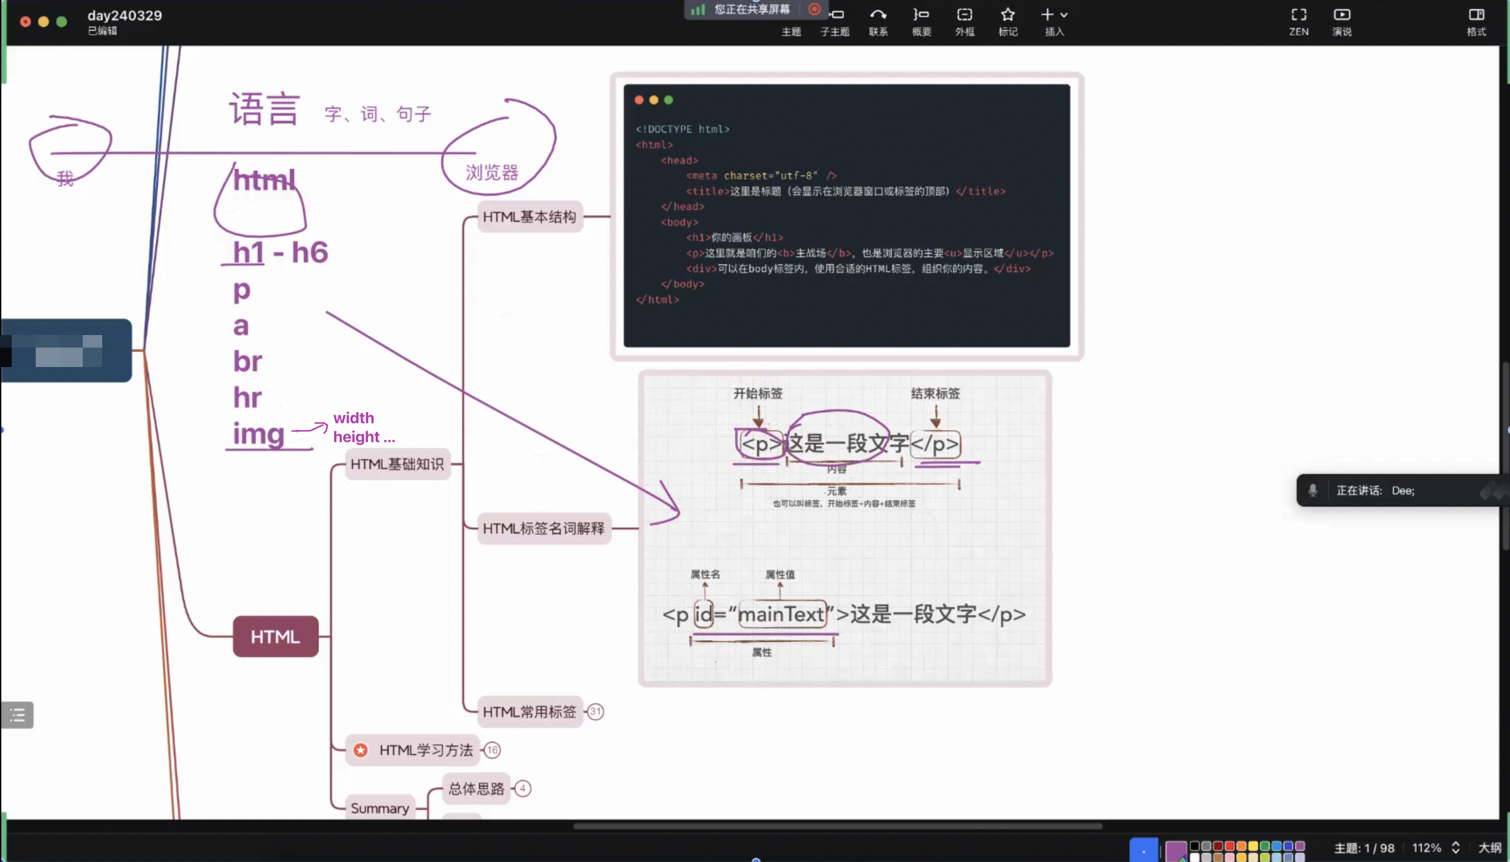 day240329
已编辑
您正在共享屏幕
主题
子主题
联系
概要
外框
标记
插入
ZEN
演说
格式
语言 字、词、句子
我
浏览器
html
h1 - h6
p
a
br
hr
img
width
height ...
HTML基本结构
<!DOCTYPE html>
<html>
<head>
<meta charset="utf-8" />
<title>这里是标题（会显示在浏览器窗口或标签的顶部）</title>
</head>
<body>
<h1>你的画板</h1>
<p>这里就是咱们的<b>主战场</b>，也是浏览器的主要<u>显示区域</u></p>
<div>可以在body标签内，使用合适的HTML标签，组织你的内容。</div>
</body>
</html>
HTML基础知识
HTML标签名词解释
开始标签 结束标签
<p>这是一段文字</p>
内容
元素
也可以叫标签，开始标签+内容+结束标签
属性名 属性值
<p id=“mainText”>这是一段文字</p>
属性
HTML
HTML常用标签 31
HTML学习方法 16
总体思路 4
Summary
正在讲话: Dee;
主题: 1 / 98 112% 大纲